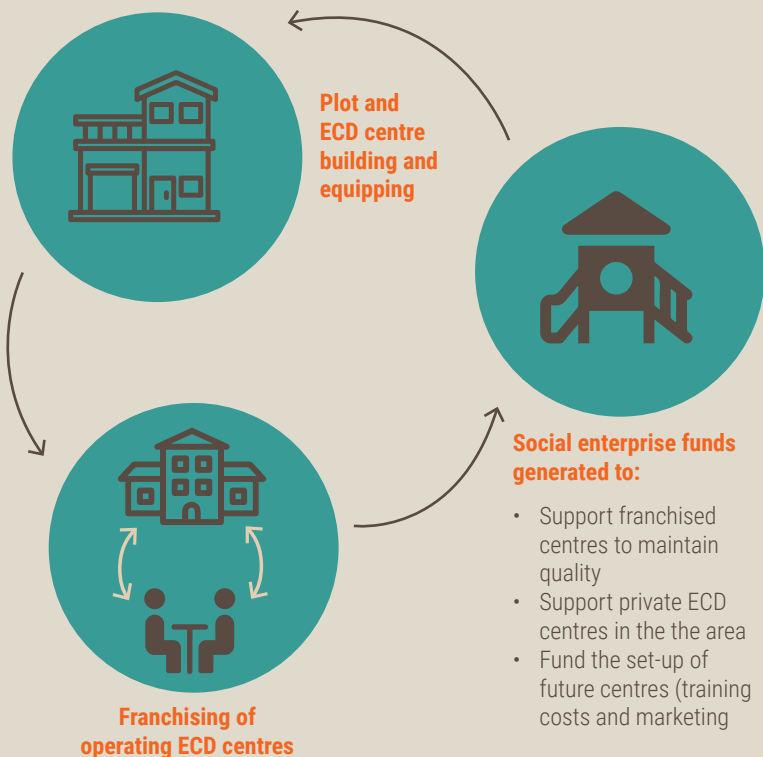 Plot and
ECD centre
building and
equipping
Social enterprise funds
generated to:
• Support franchised
centres to maintain
quality
• Support private ECD
centres in the the area
• Fund the set-up of
future centres (training
costs and marketing
Franchising of
operating ECD centres